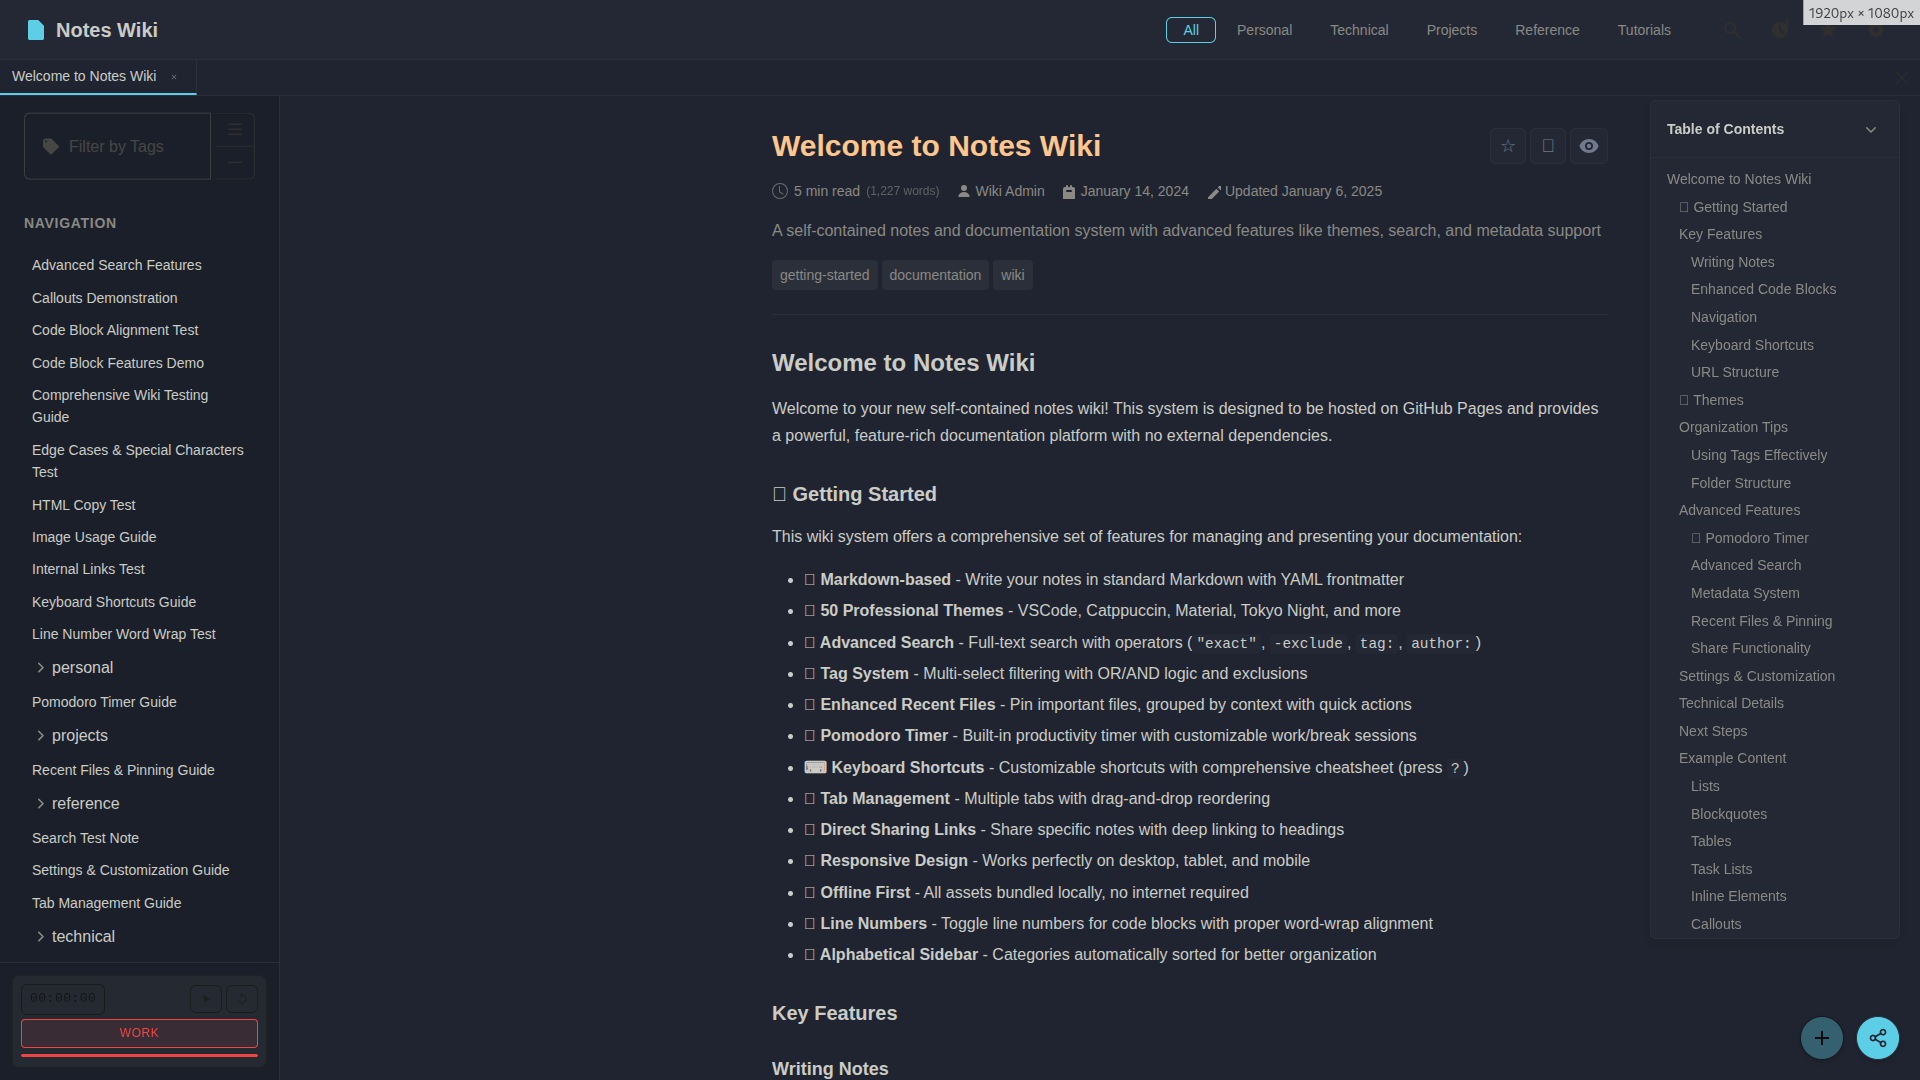 Notes Wiki
All
Personal
Technical
Projects
Reference
Tutorials
1920px × 1080px
Welcome to Notes Wiki ×
Filter by Tags
NAVIGATION
Advanced Search Features
Callouts Demonstration
Code Block Alignment Test
Code Block Features Demo
Comprehensive Wiki Testing
Guide
Edge Cases & Special Characters
Test
HTML Copy Test
Image Usage Guide
Internal Links Test
Keyboard Shortcuts Guide
Line Number Word Wrap Test
personal
Pomodoro Timer Guide
projects
Recent Files & Pinning Guide
reference
Search Test Note
Settings & Customization Guide
Tab Management Guide
technical
00:00:00
WORK
Welcome to Notes Wiki
5 min read (1,227 words) Wiki Admin January 14, 2024 Updated January 6, 2025
A self-contained notes and documentation system with advanced features like themes, search, and metadata support
getting-started documentation wiki
Welcome to Notes Wiki
Welcome to your new self-contained notes wiki! This system is designed to be hosted on GitHub Pages and provides
a powerful, feature-rich documentation platform with no external dependencies.
Getting Started
This wiki system offers a comprehensive set of features for managing and presenting your documentation:
• Markdown-based - Write your notes in standard Markdown with YAML frontmatter
• 50 Professional Themes - VSCode, Catppuccin, Material, Tokyo Night, and more
• Advanced Search - Full-text search with operators ("exact", -exclude, tag:, author:)
• Tag System - Multi-select filtering with OR/AND logic and exclusions
• Enhanced Recent Files - Pin important files, grouped by context with quick actions
• Pomodoro Timer - Built-in productivity timer with customizable work/break sessions
• ⌨ Keyboard Shortcuts - Customizable shortcuts with comprehensive cheatsheet (press ?)
• Tab Management - Multiple tabs with drag-and-drop reordering
• Direct Sharing Links - Share specific notes with deep linking to headings
• Responsive Design - Works perfectly on desktop, tablet, and mobile
• Offline First - All assets bundled locally, no internet required
• Line Numbers - Toggle line numbers for code blocks with proper word-wrap alignment
• Alphabetical Sidebar - Categories automatically sorted for better organization
Key Features
Writing Notes
Table of Contents
Welcome to Notes Wiki
Getting Started
Key Features
Writing Notes
Enhanced Code Blocks
Navigation
Keyboard Shortcuts
URL Structure
Themes
Organization Tips
Using Tags Effectively
Folder Structure
Advanced Features
Pomodoro Timer
Advanced Search
Metadata System
Recent Files & Pinning
Share Functionality
Settings & Customization
Technical Details
Next Steps
Example Content
Lists
Blockquotes
Tables
Task Lists
Inline Elements
Callouts